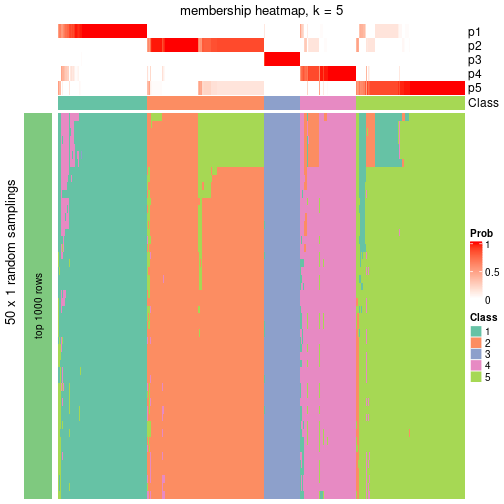 membership heatmap, k = 5
p1
p2
p3
p4
p5
Class
50 x 1 random samplings
top 1000 rows
Prob
1
0.5
0
Class
1
2
3
4
5